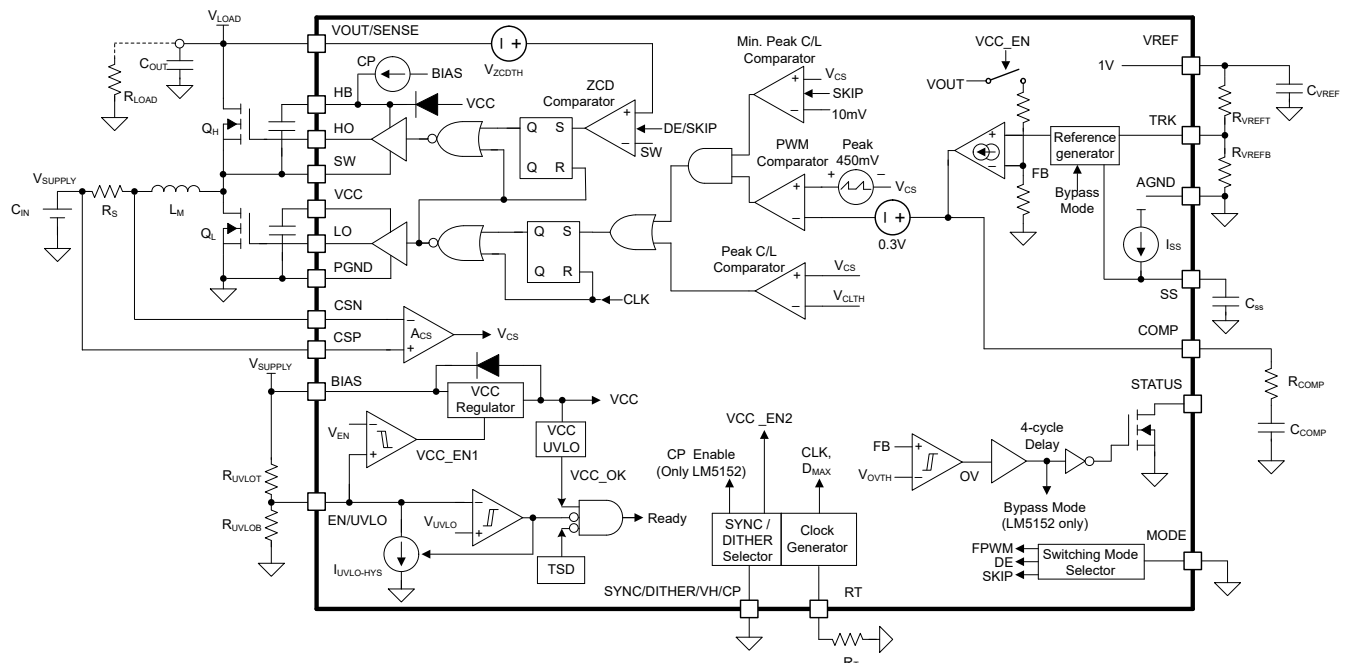 VLOAD
VOUT/SENSE
COUT
RLOAD
CP
BIAS
VZCDTH
HB
VCC
ZCD
Comparator
HO
QH
DE/SKIP
SW
SW
Q S
Q R
Min. Peak C/L
Comparator
VCS
SKIP
10mV
PWM
Comparator
Peak
450mV
VCS
0.3V
VCC_EN
VOUT
FB
Reference
generator
Bypass
Mode
VREF
1V
CVREF
TRK
RVREFT
RVREFB
AGND
ISS
SS
Css
VSUPPLY
CIN
RS
LM
VCC
LO
QL
PGND
Q S
Q R
CLK
Peak C/L
Comparator
VCS
VCLTH
CSN
CSP
ACS
VCS
COMP
RCOMP
CCOMP
VSUPPLY
BIAS
VCC
Regulator
VCC
VEN
VCC_EN1
VCC
UVLO
VCC_OK
RUVLOT
EN/UVLO
RUVLOB
VUVLO
IUVLO-HYS
TSD
Ready
VCC_EN2
CP Enable
(Only LM5152)
CLK,
DMAX
SYNC /
DITHER
Selector
Clock
Generator
SYNC/DITHER/VH/CP
RT
STATUS
FB
VOVTH
OV
4-cycle
Delay
Bypass Mode
(LM5152 only)
MODE
FPWM
DE
SKIP
Switching Mode
Selector